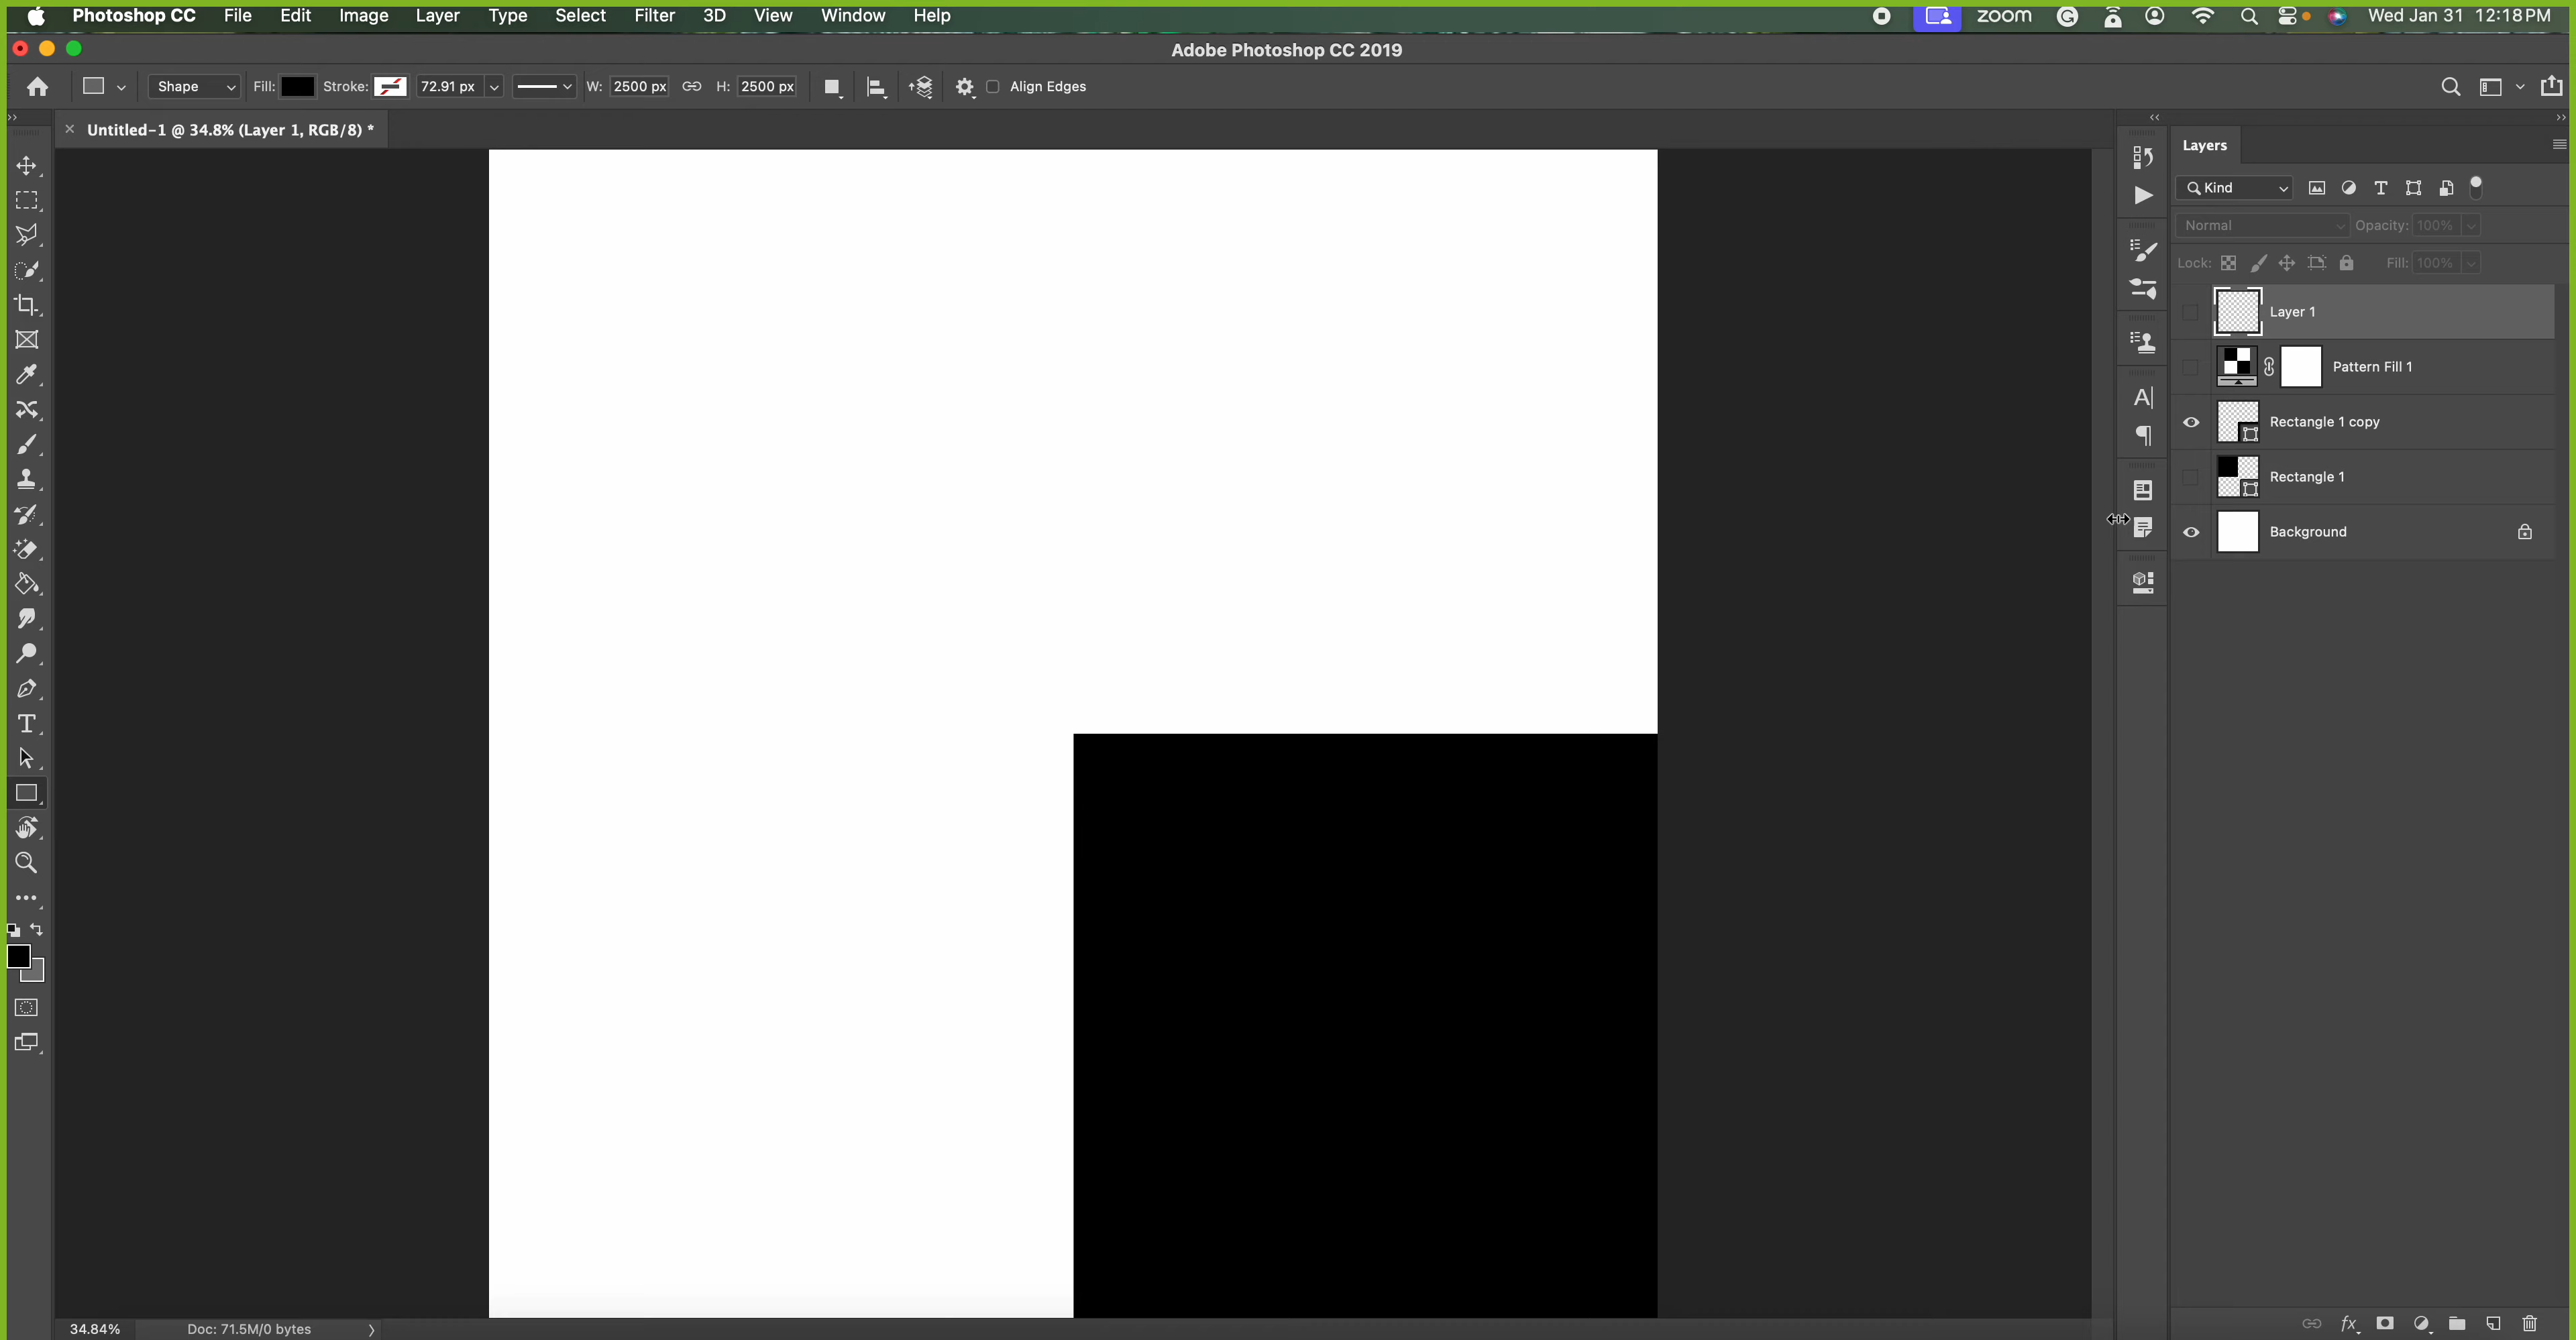 Photoshop CC File Edit Image Layer Type Select Filter 3D View Window Help zoom Wed Jan 31 12:18 PM
Adobe Photoshop CC 2019
Shape Fill: Stroke: 72.91 px W: 2500 px H: 2500 px Align Edges
Untitled-1 @ 34.8% (Layer 1, RGB/8) *
Layers
Kind
Normal Opacity: 100%
Lock: Fill: 100%
Layer 1
Pattern Fill 1
Rectangle 1 copy
Rectangle 1
Background
34.84% Doc: 71.5M/0 bytes